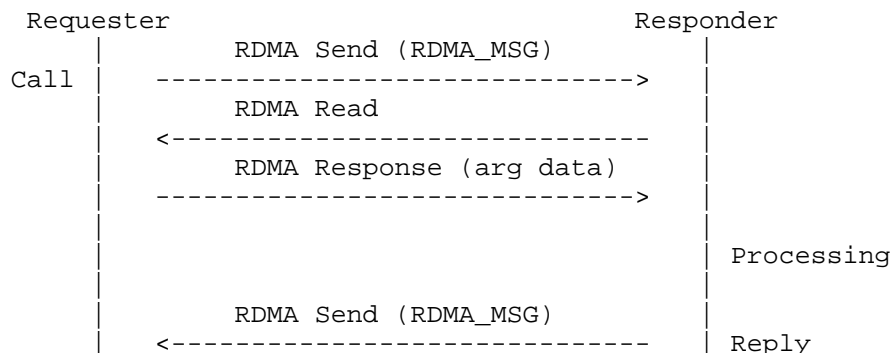 Requester Responder
RDMA Send (RDMA_MSG)
Call ------------------------------>
RDMA Read
<------------------------------
RDMA Response (arg data)
------------------------------>
Processing
RDMA Send (RDMA_MSG)
<------------------------------ Reply